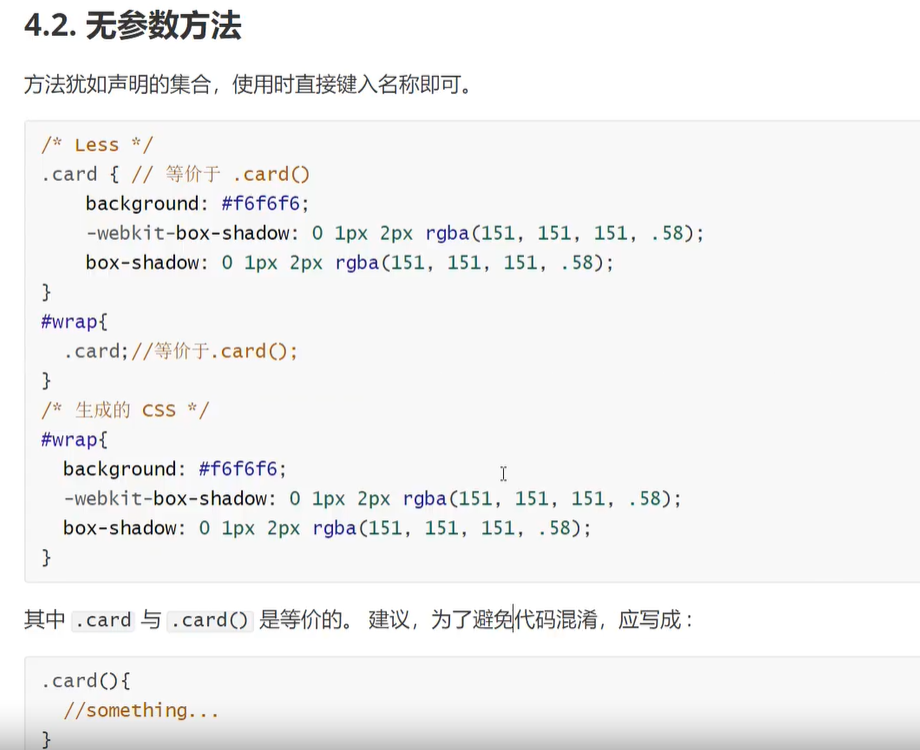 4.2. 无参数方法
方法犹如声明的集合，使用时直接键入名称即可。
/* Less */
.card { // 等价于 .card()
    background: #f6f6f6;
    -webkit-box-shadow: 0 1px 2px rgba(151, 151, 151, .58);
    box-shadow: 0 1px 2px rgba(151, 151, 151, .58);
}
#wrap{
  .card;//等价于.card();
}
/* 生成的 CSS */
#wrap{
  background: #f6f6f6;
  -webkit-box-shadow: 0 1px 2px rgba(151, 151, 151, .58);
  box-shadow: 0 1px 2px rgba(151, 151, 151, .58);
}
其中 .card 与 .card() 是等价的。 建议，为了避免代码混淆，应写成：
.card(){
  //something...
}